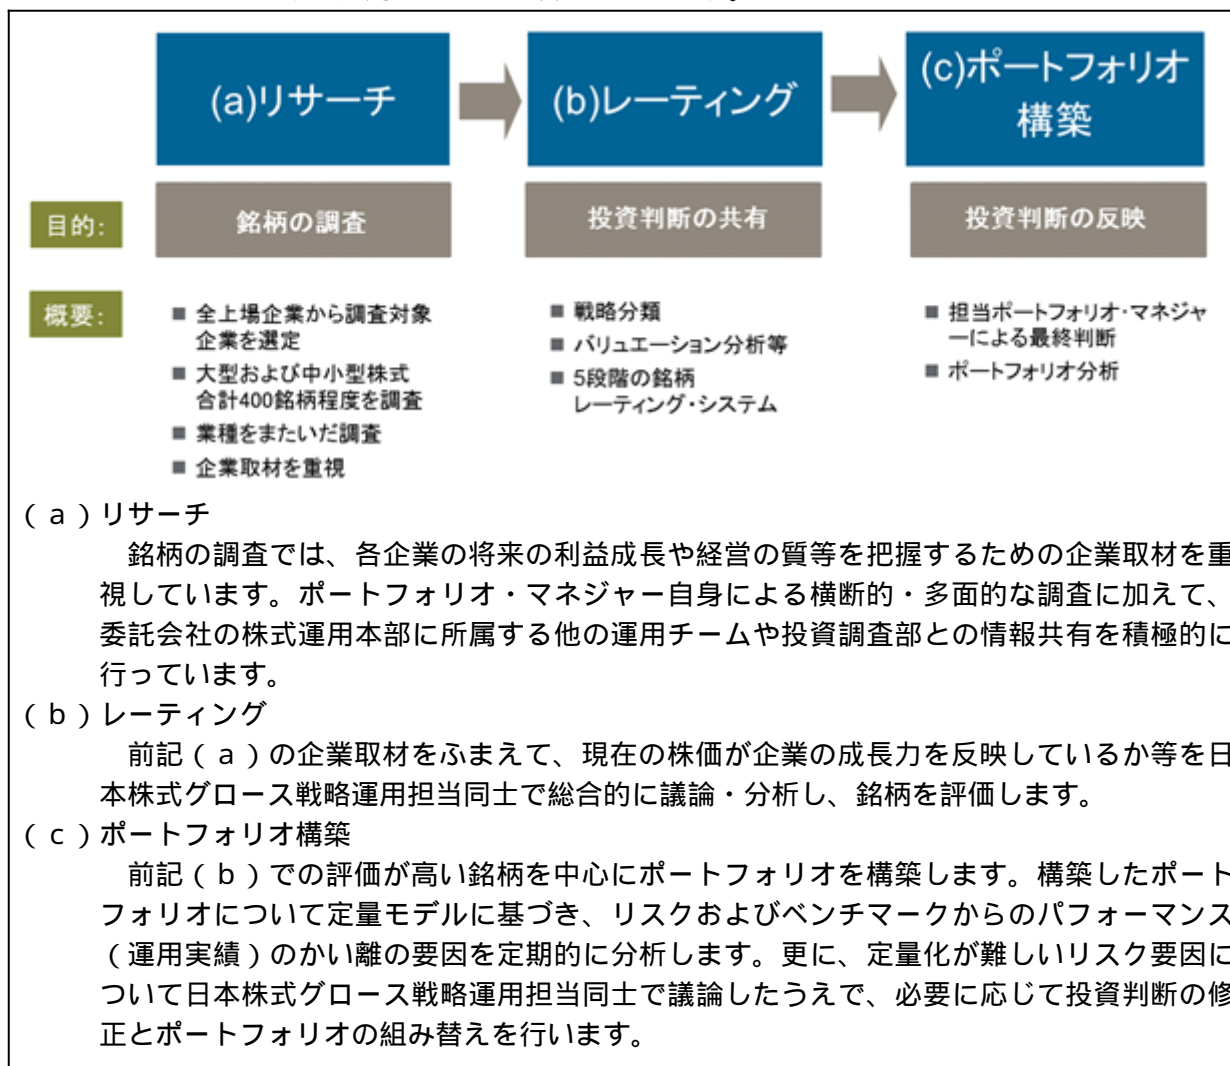 (a)リサーチ
(b)レーティング
(c)ポートフォリオ
構築
目的:
銘柄の調査
投資判断の共有
投資判断の反映
概要:
■ 全上場企業から調査対象
企業を選定
■ 大型および中小型株式
合計400銘柄程度を調査
■ 業種をまたいだ調査
■ 企業取材を重視
■ 戦略分類
■ バリュエーション分析等
■ 5段階の銘柄
レーティング・システム
■ 担当ポートフォリオ・マネジャ
ーによる最終判断
■ ポートフォリオ分析
(a)リサーチ
銘柄の調査では、各企業の将来の利益成長や経営の質等を把握するための企業取材を重
視しています。ポートフォリオ・マネジャー自身による横断的・多面的な調査に加えて、
委託会社の株式運用本部に所属する他の運用チームや投資調査部との情報共有を積極的に
行っています。
(b)レーティング
前記(a)の企業取材をふまえて、現在の株価が企業の成長力を反映しているか等を日
本株式グロース戦略運用担当同士で総合的に議論・分析し、銘柄を評価します。
(c)ポートフォリオ構築
前記(b)での評価が高い銘柄を中心にポートフォリオを構築します。構築したポート
フォリオについて定量モデルに基づき、リスクおよびベンチマークからのパフォーマンス
(運用実績)のかい離の要因を定期的に分析します。更に、定量化が難しいリスク要因に
ついて日本株式グロース戦略運用担当同士で議論したうえで、必要に応じて投資判断の修
正とポートフォリオの組み替えを行います。